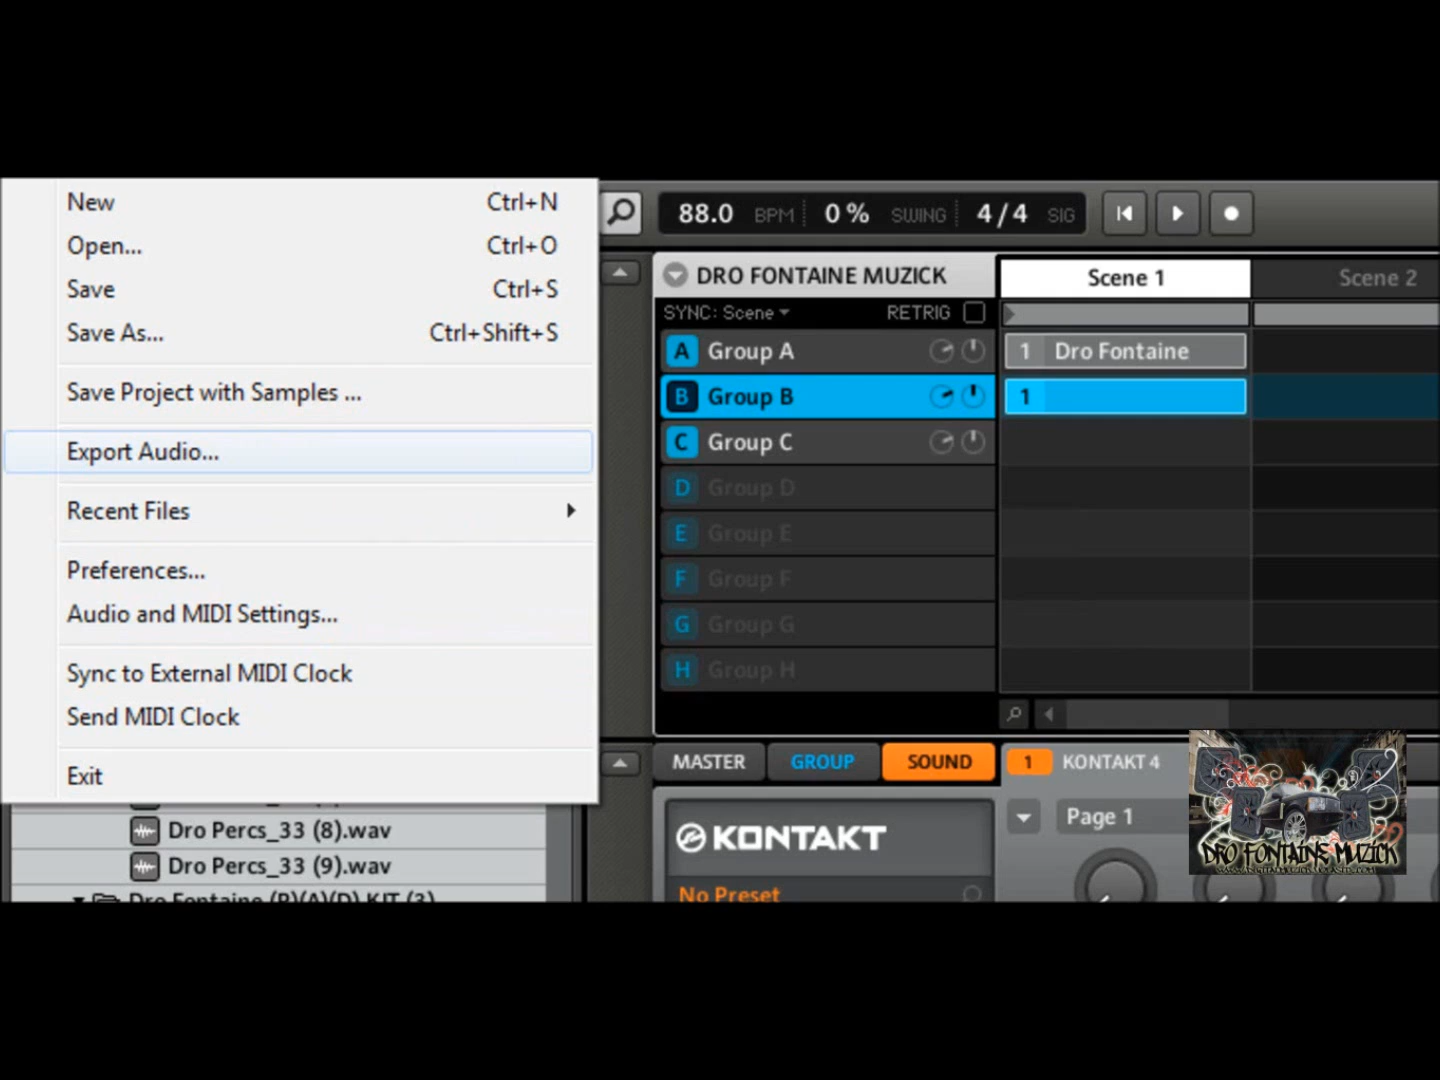 New Ctrl+N
Open... Ctrl+O
Save Ctrl+S
Save As... Ctrl+Shift+S
Save Project with Samples ...
Export Audio...
Recent Files
Preferences...
Audio and MIDI Settings...
Sync to External MIDI Clock
Send MIDI Clock
Exit
Dro Percs_33 (8).wav
Dro Percs_33 (9).wav
Dro Fontaine (R)(A)(D) KIT (3)
88.0 BPM 0 % SWING 4/4 SIG
DRO FONTAINE MUZICK
SYNC: Scene RETRIG
A Group A
B Group B
C Group C
D Group D
E Group E
F Group F
G Group G
H Group H
Scene 1 Scene 2
1 Dro Fontaine
1
MASTER GROUP SOUND
1 KONTAKT 4
KONTAKT
No Preset
Page 1
DRO FONTAINE MUZICK